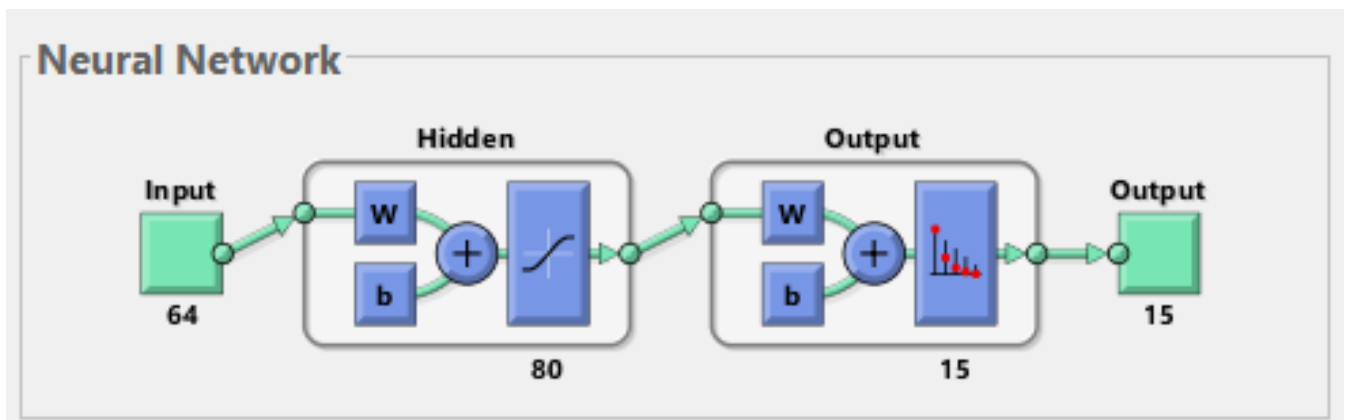 Neural Network
Hidden
Output
Input
Output
W
W
+
+
b
b
64
15
80
15